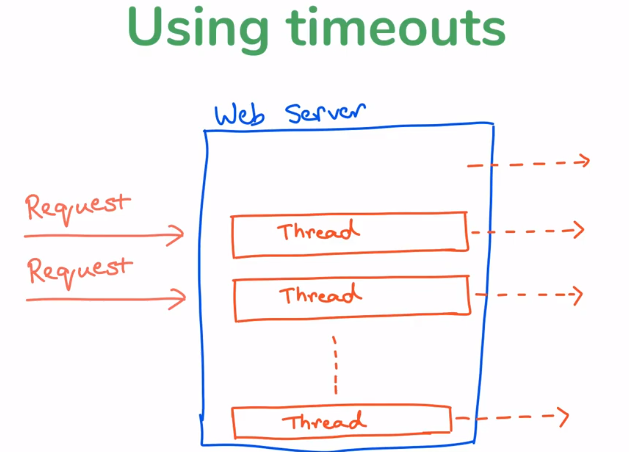 Using timeouts
Web Server
Request
Thread
Request
Thread
Thread